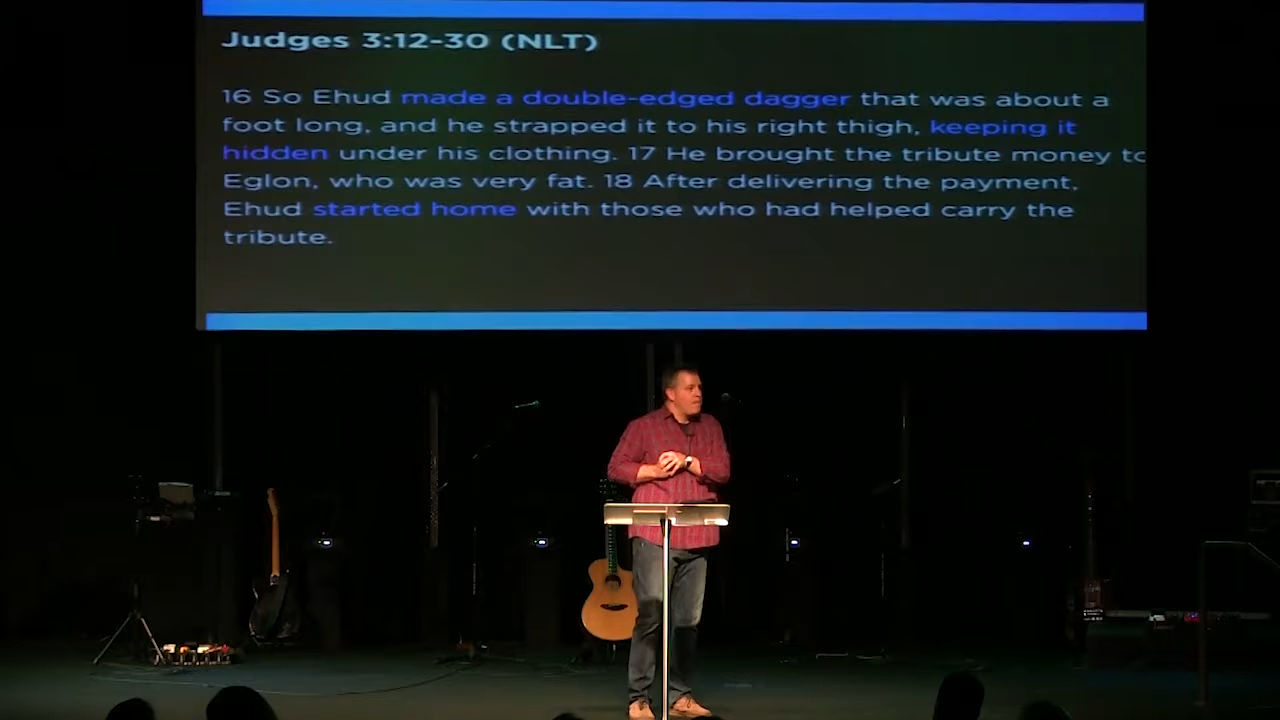 Judges 3:12-30 (NLT)
16 So Ehud made a double-edged dagger that was about a
foot long, and he strapped it to his right thigh, keeping it
hidden under his clothing. 17 He brought the tribute money to
Eglon, who was very fat. 18 After delivering the payment,
Ehud started home with those who had helped carry the
tribute.